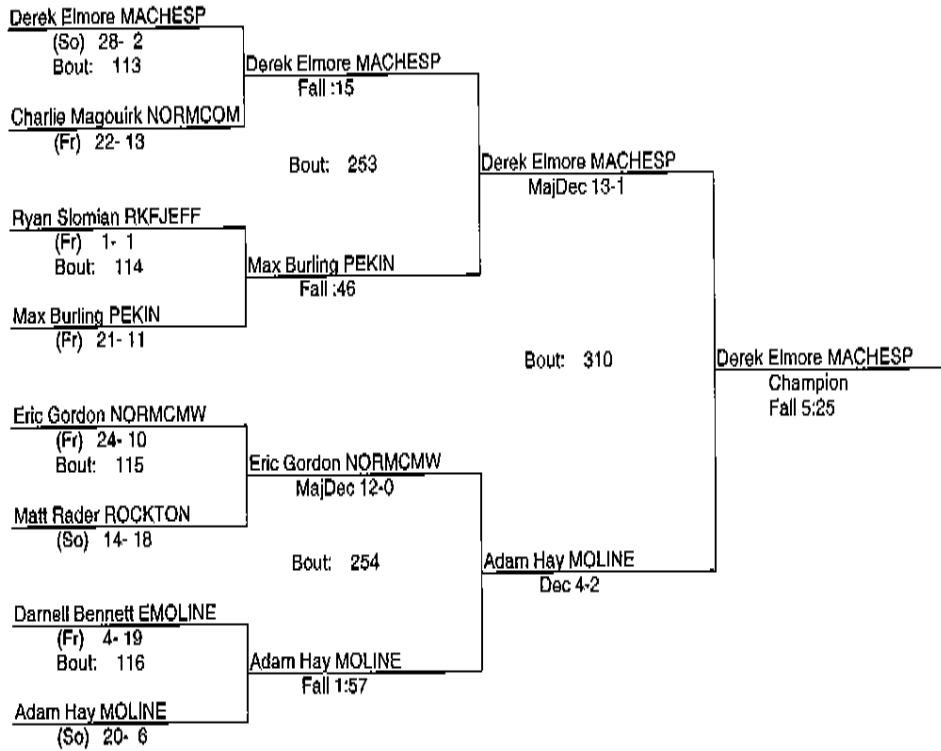 Derek Elmore MACHESP
(So) 28- 2
Bout: 113
Charlie Magouirk NORMCOM
(Fr) 22- 13
Derek Elmore MACHESP
Fall :15
Bout: 253
Ryan Slomian RKFJEFF
(Fr) 1- 1
Bout: 114
Max Burling PEKIN
(Fr) 21- 11
Max Burling PEKIN
Fall :46
Derek Elmore MACHESP
MajDec 13-1
Bout: 310
Derek Elmore MACHESP
Champion
Fall 5:25
Eric Gordon NORMCMW
(Fr) 24- 10
Bout: 115
Matt Rader ROCKTON
(So) 14- 18
Eric Gordon NORMCMW
MajDec 12-0
Bout: 254
Adam Hay MOLINE
Dec 4-2
Darnell Bennett EMOLINE
(Fr) 4- 19
Bout: 116
Adam Hay MOLINE
(So) 20- 6
Adam Hay MOLINE
Fall 1:57